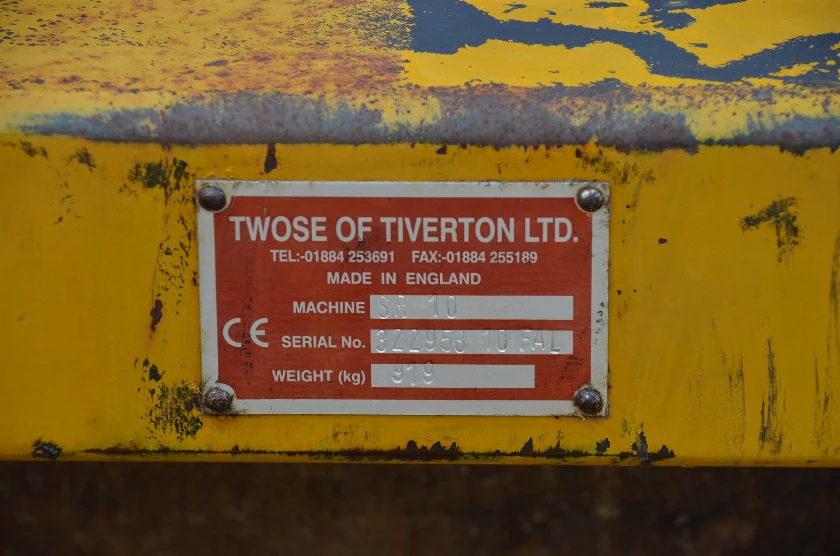 TWOSE OF TIVERTON LTD.
TEL:-01884 253691 FAX:-01884 255189
MADE IN ENGLAND
MACHINE SR 10
CE SERIAL No. 322958 10 FAL
WEIGHT (kg) 919